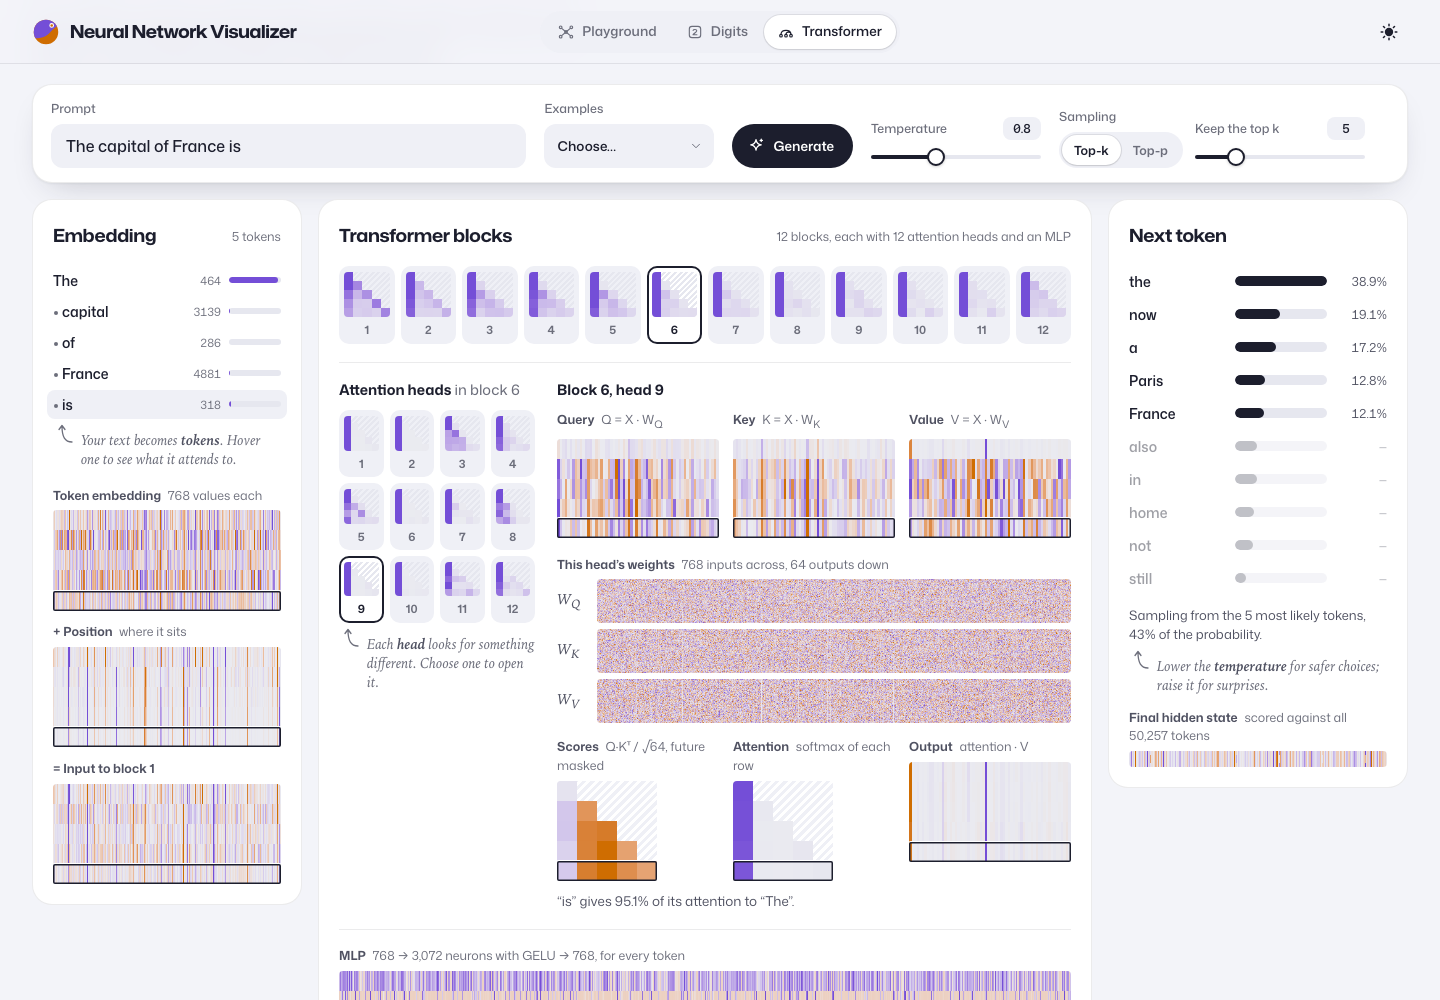 Neural Network Visualizer
Playground
2 Digits
Transformer
Prompt
The capital of France is
Examples
Choose...
Generate
Temperature 0.8
Sampling
Top-k Top-p
Keep the top k 5
Embedding 5 tokens
The 464
• capital 3139
• of 286
• France 4881
• is 318
Your text becomes tokens. Hover
one to see what it attends to.
Token embedding 768 values each
+ Position where it sits
= Input to block 1
Transformer blocks 12 blocks, each with 12 attention heads and an MLP
1 2 3 4 5 6 7 8 9 10 11 12
Attention heads in block 6
1 2 3 4
5 6 7 8
9 10 11 12
Each head looks for something
different. Choose one to open
it.
Block 6, head 9
Query Q = X · WQ
Key K = X · WK
Value V = X · WV
This head's weights 768 inputs across, 64 outputs down
WQ
WK
WV
Scores Q·Kᵀ / √64, future
masked
Attention softmax of each
row
Output attention · V
“is” gives 95.1% of its attention to “The”.
MLP 768 → 3,072 neurons with GELU → 768, for every token
Next token
the 38.9%
now 19.1%
a 17.2%
Paris 12.8%
France 12.1%
also –
in –
home –
not –
still –
Sampling from the 5 most likely tokens,
43% of the probability.
Lower the temperature for safer choices;
raise it for surprises.
Final hidden state scored against all
50,257 tokens